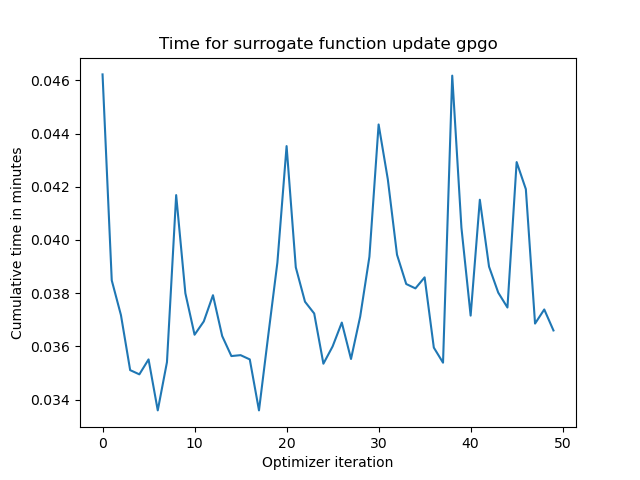 Time for surrogate function update gpgo
Cumulative time in minutes
0.046
0.044
0.042
0.040
0.038
0.036
0.034
0 10 20 30 40 50
Optimizer iteration